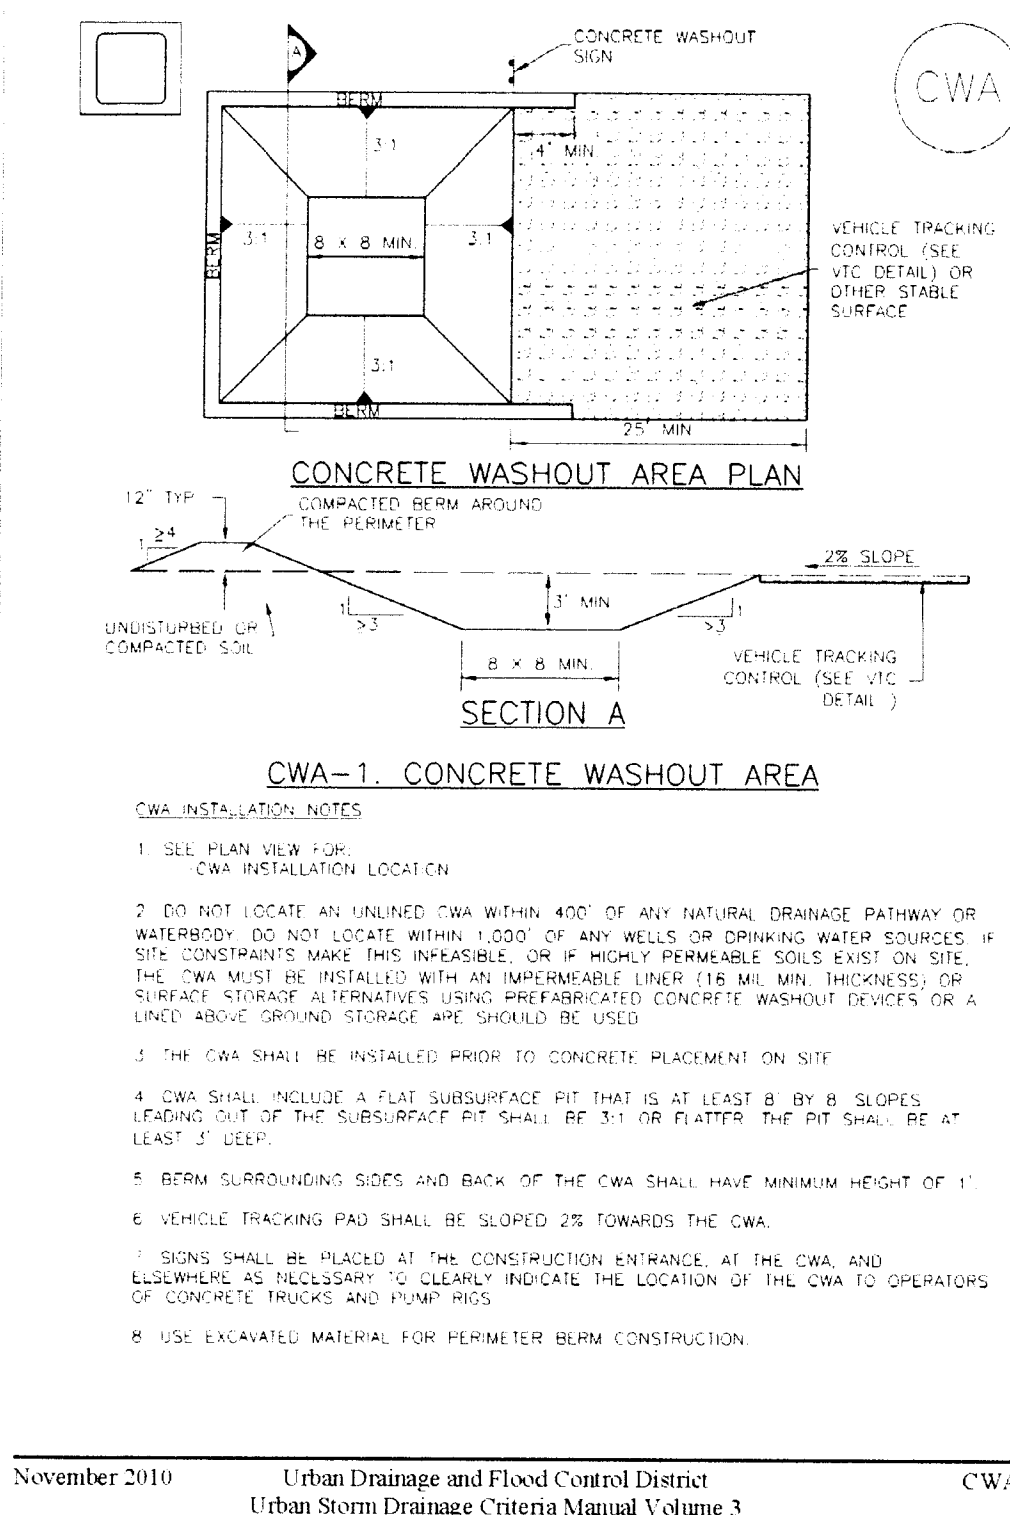 CONCRETE WASHOUT
SIGN
A
CWA
BERM
3:1
4' MIN.
VEHICLE TRACKING
CONTROL (SEE
VTC DETAIL) OR
OTHER STABLE
SURFACE
3:1
8 X 8 MIN.
3:1
BERM
3:1
BERM
25' MIN
CONCRETE WASHOUT AREA PLAN
12" TYP
COMPACTED BERM AROUND
THE PERIMETER
1
≥4
2% SLOPE
3' MIN
1
≥3
1
≥3
UNDISTURBED OR
COMPACTED SOIL
8 X 8 MIN.
VEHICLE TRACKING
CONTROL (SEE VTC
DETAIL )
SECTION A
CWA-1. CONCRETE WASHOUT AREA
CWA INSTALLATION NOTES
1. SEE PLAN VIEW FOR:
-CWA INSTALLATION LOCATION
2 DO NOT LOCATE AN UNLINED CWA WITHIN 400' OF ANY NATURAL DRAINAGE PATHWAY OR
WATERBODY. DO NOT LOCATE WITHIN 1,000' OF ANY WELLS OR DRINKING WATER SOURCES. IF
SITE CONSTRAINTS MAKE THIS INFEASIBLE, OR IF HIGHLY PERMEABLE SOILS EXIST ON SITE,
THE CWA MUST BE INSTALLED WITH AN IMPERMEABLE LINER (16 MIL MIN. THICKNESS) OR
SURFACE STORAGE ALTERNATIVES USING PREFABRICATED CONCRETE WASHOUT DEVICES OR A
LINED ABOVE GROUND STORAGE ARE SHOULD BE USED
3 THE CWA SHALL BE INSTALLED PRIOR TO CONCRETE PLACEMENT ON SITE
4 CWA SHALL INCLUDE A FLAT SUBSURFACE PIT THAT IS AT LEAST 8' BY 8 SLOPES
LEADING OUT OF THE SUBSURFACE PIT SHALL BE 3:1 OR FLATTER THE PIT SHALL BE AT
LEAST 3' DEEP.
5 BERM SURROUNDING SIDES AND BACK OF THE CWA SHALL HAVE MINIMUM HEIGHT OF 1'.
6 VEHICLE TRACKING PAD SHALL BE SLOPED 2% TOWARDS THE CWA.
7 SIGNS SHALL BE PLACED AT THE CONSTRUCTION ENTRANCE, AT THE CWA, AND
ELSEWHERE AS NECESSARY TO CLEARLY INDICATE THE LOCATION OF THE CWA TO OPERATORS
OF CONCRETE TRUCKS AND PUMP RIGS
8 USE EXCAVATED MATERIAL FOR PERIMETER BERM CONSTRUCTION.
November 2010 Urban Drainage and Flood Control District CWA
Urban Storm Drainage Criteria Manual Volume 3